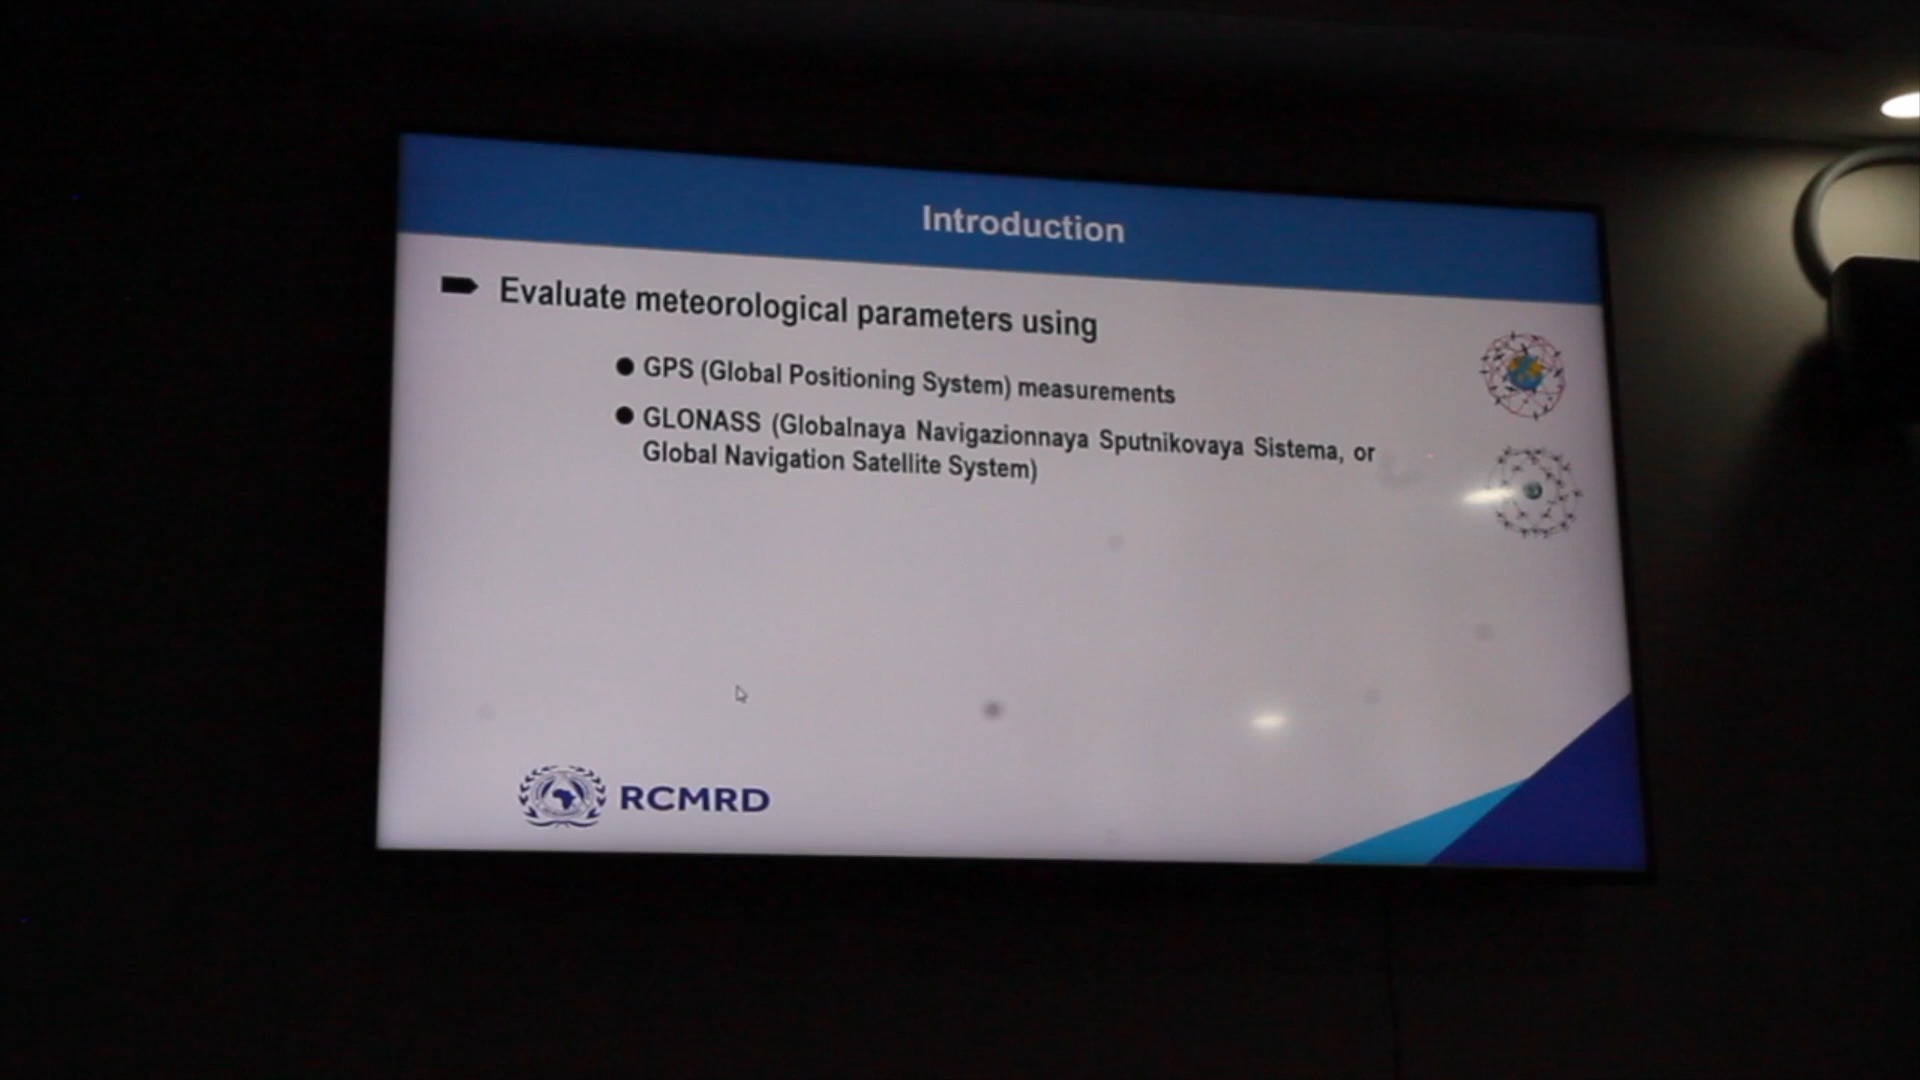 Introduction
Evaluate meteorological parameters using
GPS (Global Positioning System) measurements
GLONASS (Globalnaya Navigazionnaya Sputnikovaya Sistema, or
Global Navigation Satellite System)
RCMRD